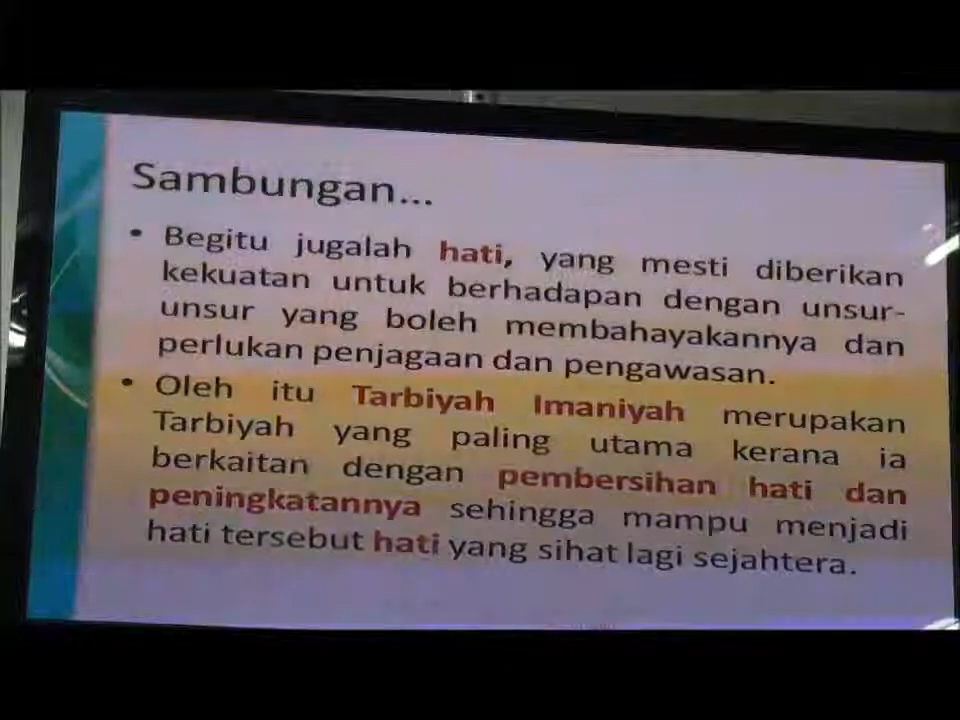 Sambungan...
• Begitu jugalah hati, yang mesti diberikan
kekuatan untuk berhadapan dengan unsur-
unsur yang boleh membahayakannya dan
perlukan penjagaan dan pengawasan.
• Oleh itu Tarbiyah Imaniyah merupakan
Tarbiyah yang paling utama kerana ia
berkaitan dengan pembersihan hati dan
peningkatannya sehingga mampu menjadi
hati tersebut hati yang sihat lagi sejahtera.